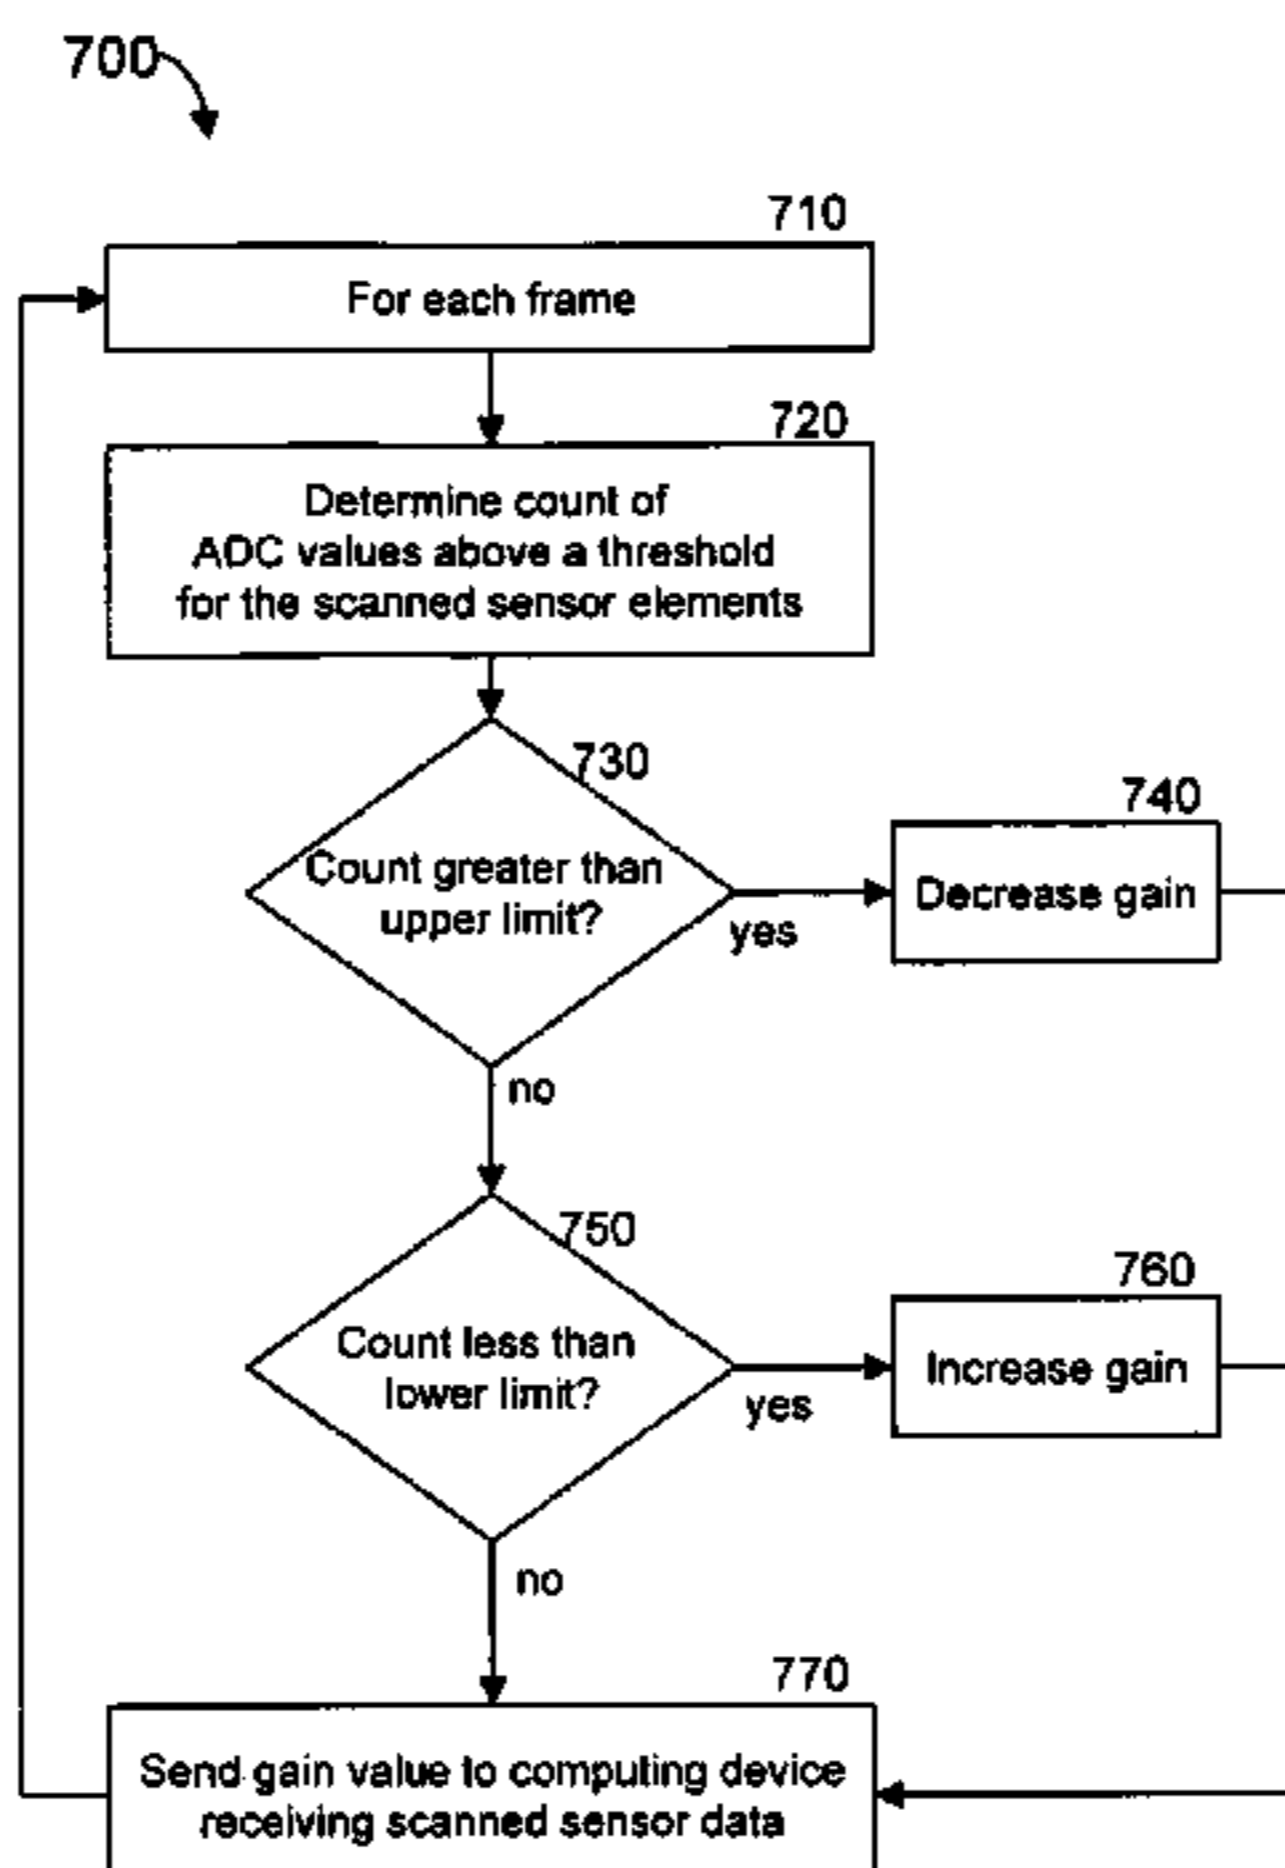 700
710
For each frame
720
Determine count of
ADC values above a threshold
for the scanned sensor elements
730
Count greater than
upper limit?
yes
740
Decrease gain
no
750
Count less than
lower limit?
yes
760
Increase gain
no
770
Send gain value to computing device
receiving scanned sensor data